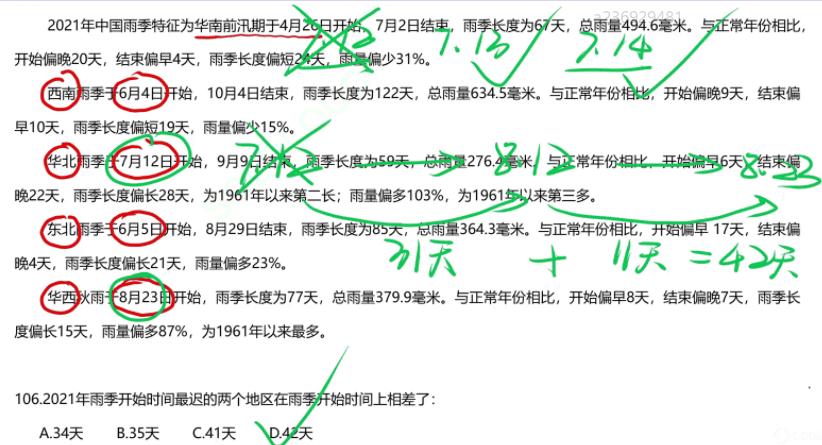 a236929481
2021年中国雨季特征为华南前汛期于4月26日开始，7月2日结束，雨季长度为67天，总雨量494.6毫米。与正常年份相比，
开始偏晚20天，结束偏早4天，雨季长度偏短24天，雨量偏少31%。
7.13 7.14
西南雨季于6月4日开始，10月4日结束，雨季长度为122天，总雨量634.5毫米。与正常年份相比，开始偏晚9天，结束偏
早10天，雨季长度偏短19天，雨量偏少15%。
华北雨季于7月12日开始，9月9日结束，雨季长度为59天，总雨量276.4毫米。与正常年份相比，开始偏早6天，结束偏
7.12 8.12 8.23
晚22天，雨季长度偏长28天，为1961年以来第二长；雨量偏多103%，为1961年以来第三多。
东北雨季于6月5日开始，8月29日结束，雨季长度为85天，总雨量364.3毫米。与正常年份相比，开始偏早 17天，结束偏
31天 + 11天 =42天
晚4天，雨季长度偏长21天，雨量偏多23%。
华西秋雨于8月23日开始，雨季长度为77天，总雨量379.9毫米。与正常年份相比，开始偏早8天，结束偏晚7天，雨季长
度偏长15天，雨量偏多87%，为1961年以来最多。
106.2021年雨季开始时间最迟的两个地区在雨季开始时间上相差了：
A.34天 B.35天 C.41天 D.42天